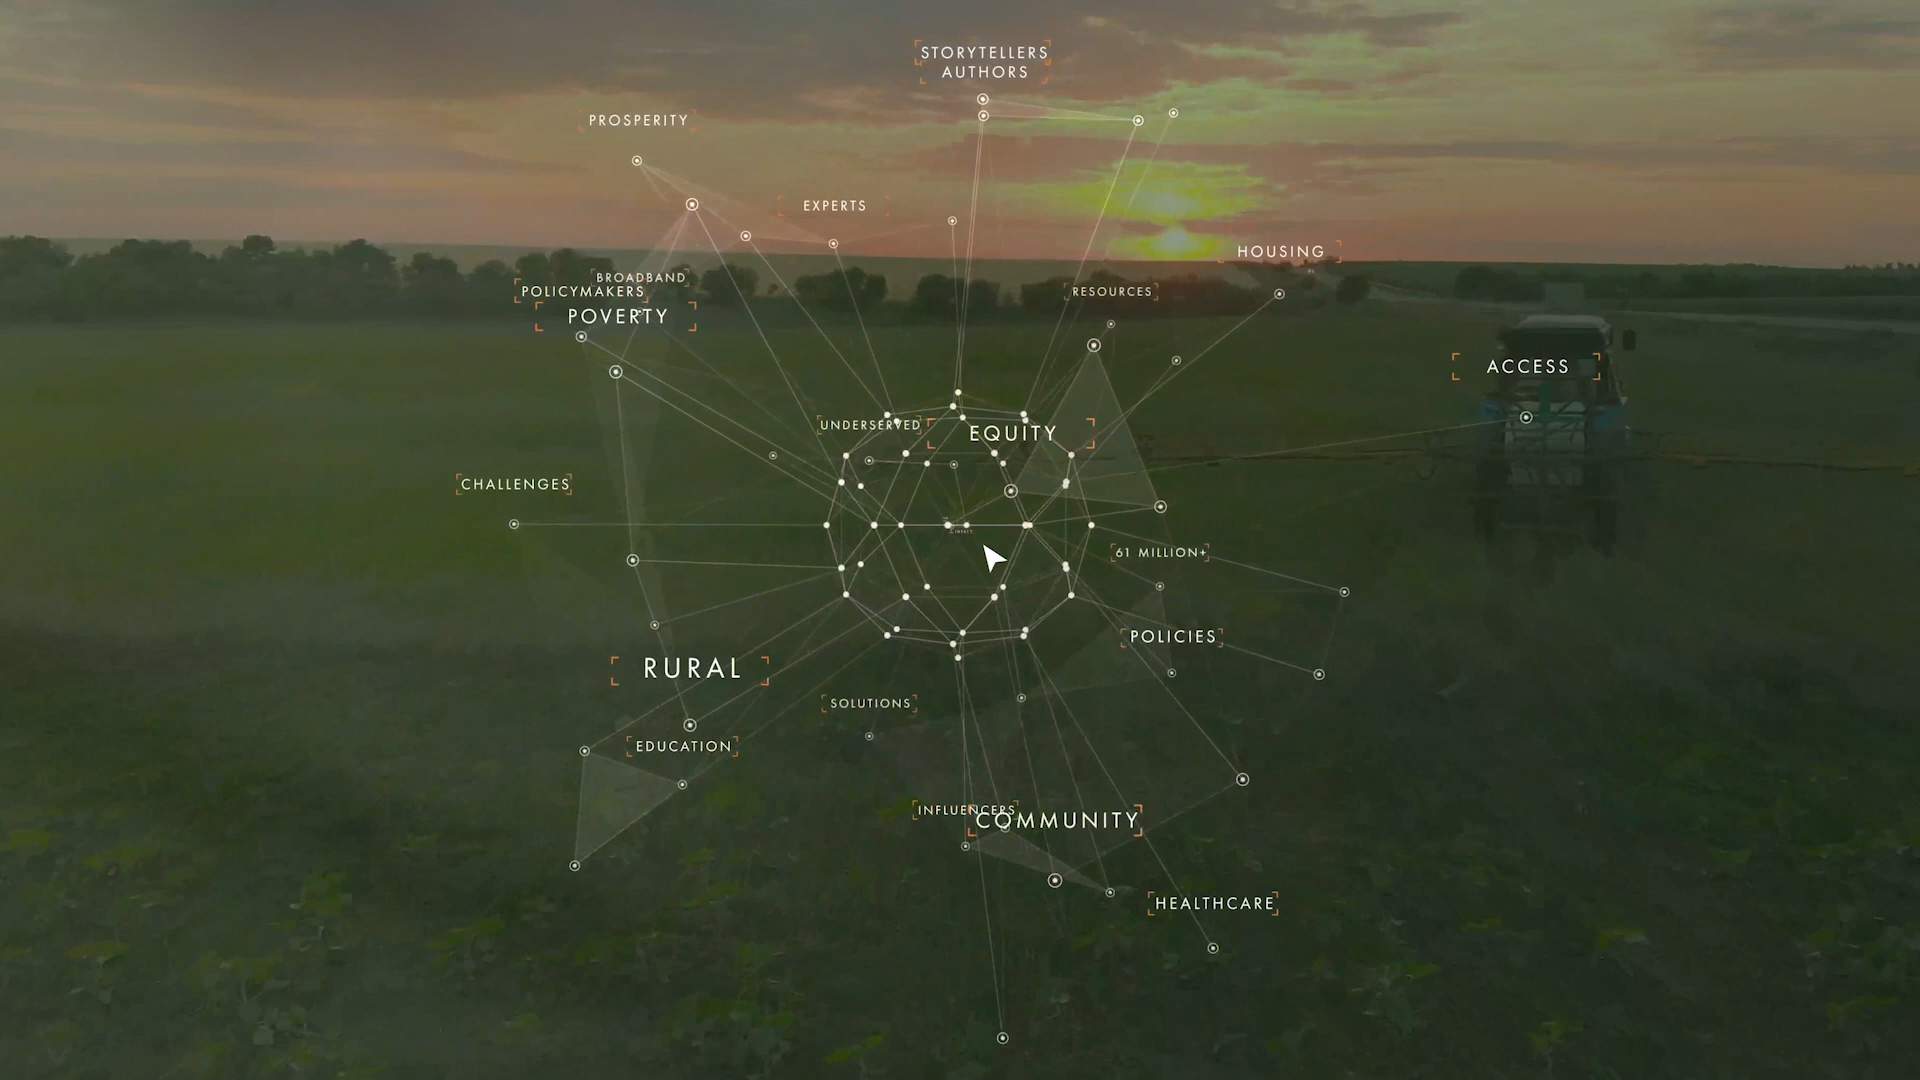 STORYTELLERS
AUTHORS
PROSPERITY
EXPERTS
HOUSING
BROADBAND
POLICYMAKERS
RESOURCES
POVERTY
ACCESS
UNDERSERVED
EQUITY
CHALLENGES
61 MILLION+
POLICIES
RURAL
SOLUTIONS
EDUCATION
INFLUENCERS
COMMUNITY
HEALTHCARE